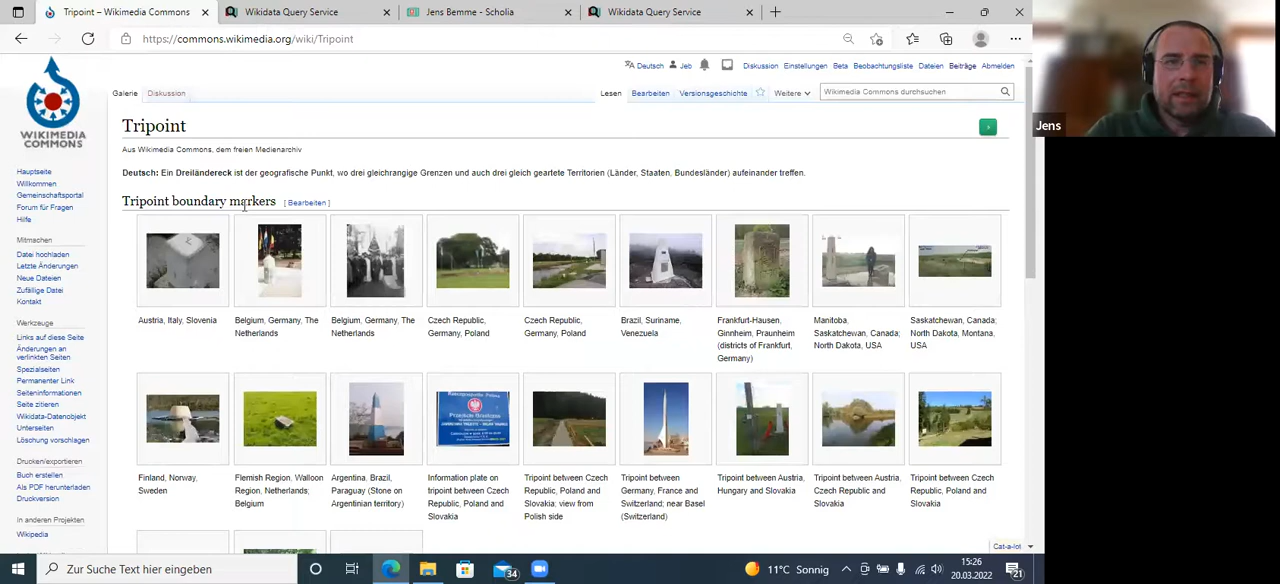 Tripoint – Wikimedia Commons
Wikidata Query Service
Jens Bemme - Scholia
Wikidata Query Service
https://commons.wikimedia.org/wiki/Tripoint
WIKIMEDIA
COMMONS
Deutsch Jeb Diskussion Einstellungen Beta Beobachtungsliste Dateien Beiträge Abmelden
Galerie Diskussion Lesen Bearbeiten Versionsgeschichte Weitere Wikimedia Commons durchsuchen
Jens
Tripoint
Aus Wikimedia Commons, dem freien Medienarchiv
Deutsch: Ein Dreiländereck ist der geografische Punkt, wo drei gleichrangige Grenzen und auch drei gleich geartete Territorien (Länder, Staaten, Bundesländer) aufeinander treffen.
Tripoint boundary markers [ Bearbeiten ]
Hauptseite
Willkommen
Gemeinschaftsportal
Forum für Fragen
Hilfe
Mitmachen
Datei hochladen
Letzte Änderungen
Neue Dateien
Zufällige Datei
Kontakt
Werkzeuge
Links auf diese Seite
Änderungen an
verlinkten Seiten
Spezialseiten
Permanenter Link
Seiteninformationen
Seite zitieren
Wikidata-Datenobjekt
Unterseiten
Löschung vorschlagen
Drucken/exportieren
Buch erstellen
Als PDF herunterladen
Druckversion
In anderen Projekten
Wikipedia
Austria, Italy, Slovenia
Belgium, Germany, The
Netherlands
Belgium, Germany, The
Netherlands
Czech Republic,
Germany, Poland
Czech Republic,
Germany, Poland
Brazil, Suriname,
Venezuela
Frankfurt-Hausen,
Ginnheim, Praunheim
(districts of Frankfurt,
Germany)
Manitoba,
Saskatchewan, Canada;
North Dakota, USA
Saskatchewan, Canada;
North Dakota, Montana,
USA
Finland, Norway,
Sweden
Flemish Region, Walloon
Region, Netherlands;
Belgium
Argentina, Brazil,
Paraguay (Stone on
Argentinian territory)
Information plate on
tripoint between Czech
Republic, Poland and
Slovakia
Tripoint between Czech
Republic, Poland and
Slovakia; view from
Polish side
Tripoint between
Germany, France and
Switzerland; near Basel
(Switzerland)
Tripoint between Austria,
Hungary and Slovakia
Tripoint between Austria,
Czech Republic and
Slovakia
Tripoint between Czech
Republic, Poland and
Slovakia
Cat-a-lot
Zur Suche Text hier eingeben
34
11°C Sonnig
15:26
20.03.2022
21